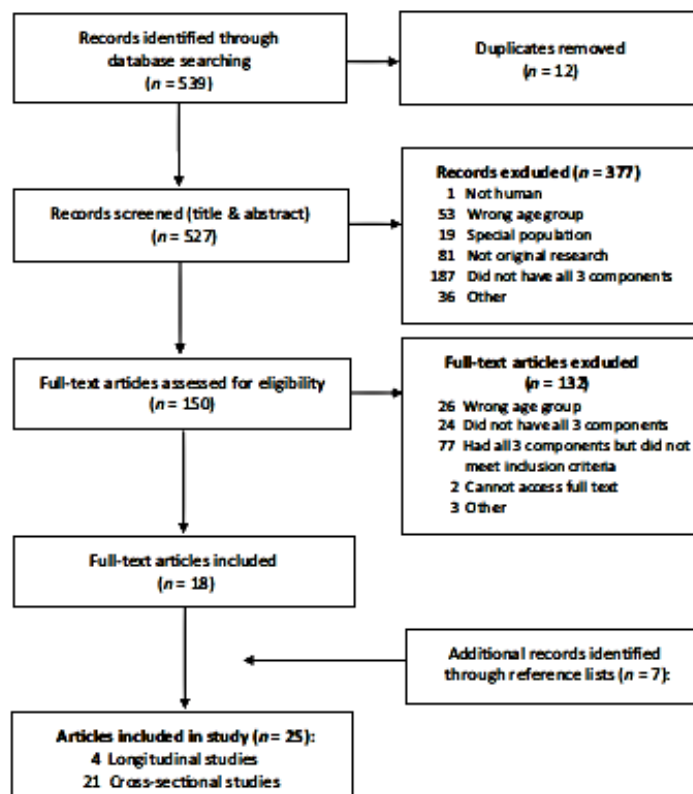 Records identified through
database searching
(n = 539)
Duplicates removed
(n = 12)
Records screened (title & abstract)
(n = 527)
Records excluded (n = 377)
1 Not human
53 Wrong age group
19 Special population
81 Not original research
187 Did not have all 3 components
36 Other
Full-text articles assessed for eligibility
(n = 150)
Full-text articles excluded
(n = 132)
26 Wrong age group
24 Did not have all 3 components
77 Had all 3 components but did not
meet inclusion criteria
2 Cannot access full text
3 Other
Full-text articles included
(n = 18)
Additional records identified
through reference lists (n = 7):
Articles included in study (n = 25):
4 Longitudinal studies
21 Cross-sectional studies